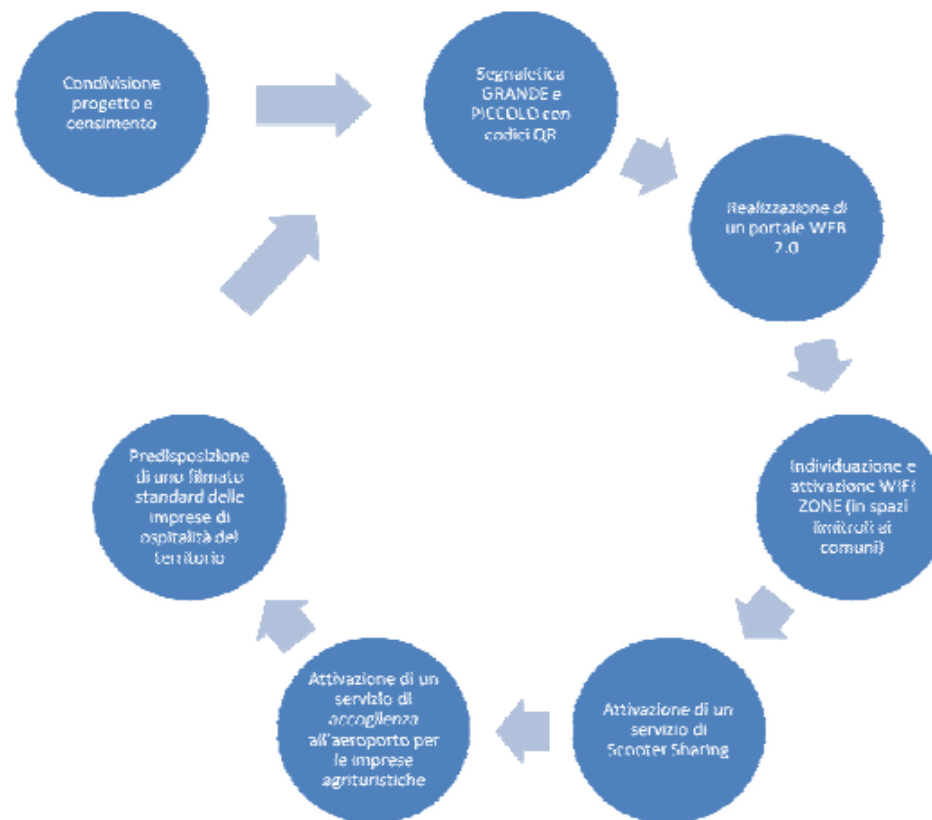 Condivisione
progetto e
censimento
Segnaletica
GRANDE e
PICCOLO con
codici QR
Realizzazione di
un portale WEB
2.0
Individuazione e
attivazione WIFI
ZONE (in spazi
limitrofi ai
comuni)
Attivazione di un
servizio di
Scooter Sharing
Attivazione di un
servizio di
accoglienza
all'aeroporto per
le imprese
agrituristiche
Predisposizione
di uno filmato
standard delle
imprese di
ospitalità del
territorio